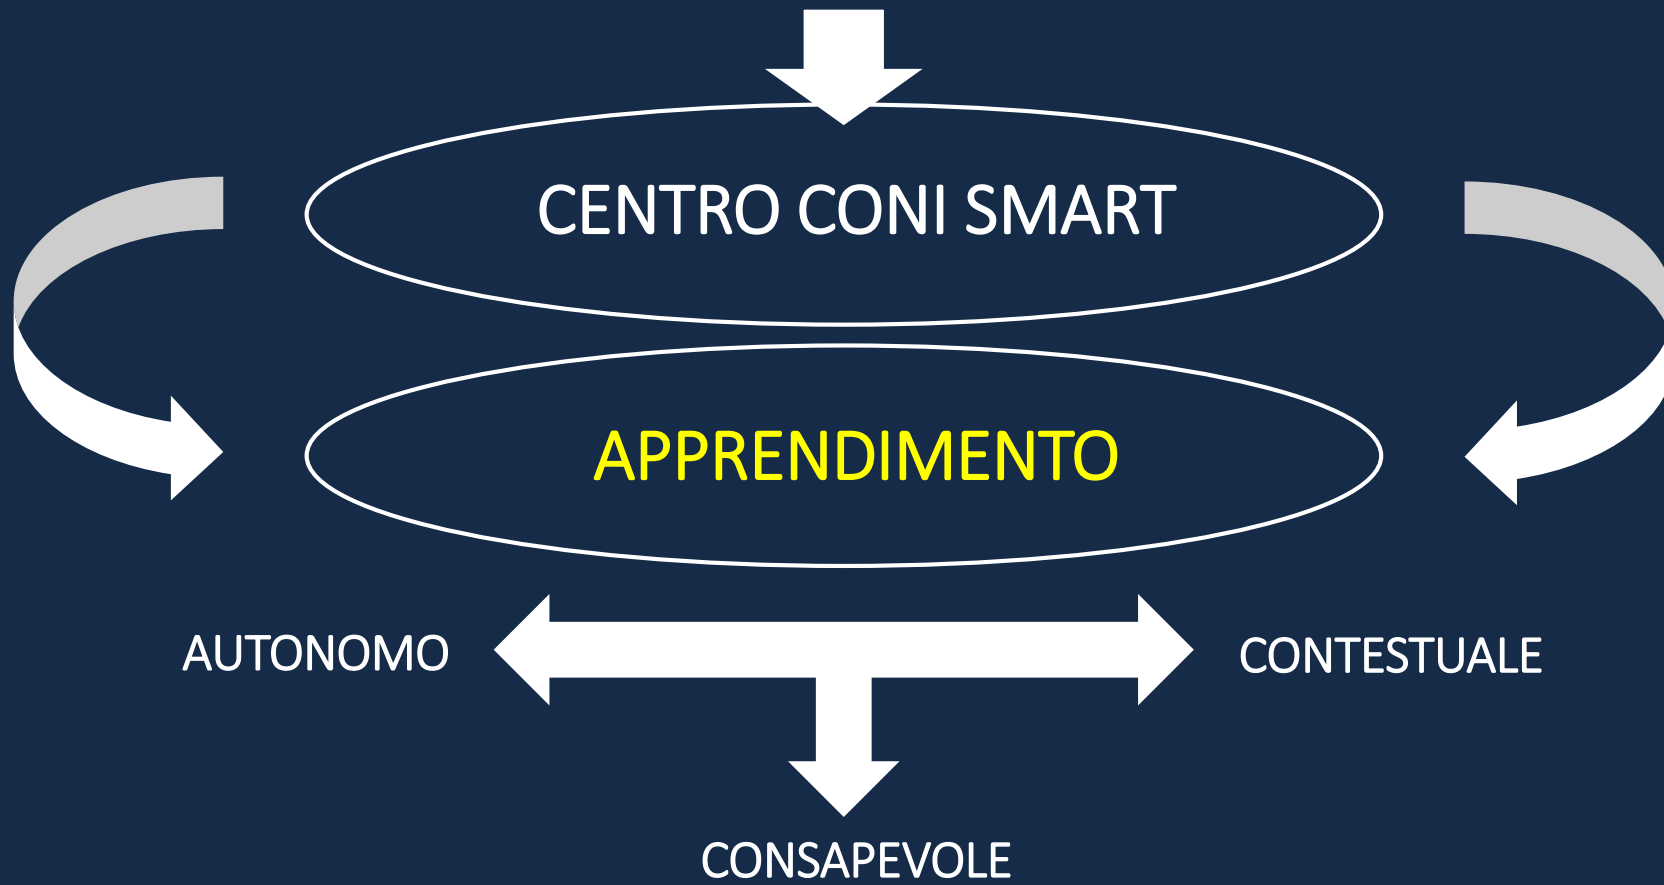 CENTRO CONI SMART
APPRENDIMENTO
AUTONOMO
CONTESTUALE
CONSAPEVOLE